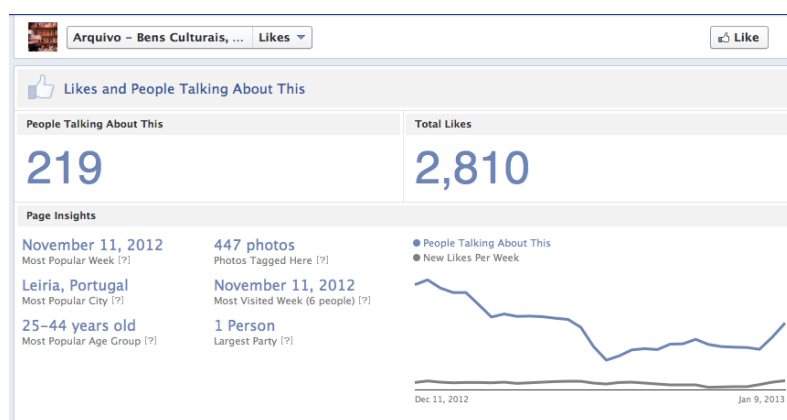 Arquivo – Bens Culturais, ... Likes
Like
Likes and People Talking About This
People Talking About This
219
Total Likes
2,810
Page Insights
November 11, 2012
Most Popular Week [?]
447 photos
Photos Tagged Here [?]
Leiria, Portugal
Most Popular City [?]
November 11, 2012
Most Visited Week (6 people) [?]
25–44 years old
Most Popular Age Group [?]
1 Person
Largest Party [?]
People Talking About This
New Likes Per Week
Dec 11, 2012
Jan 9, 2013